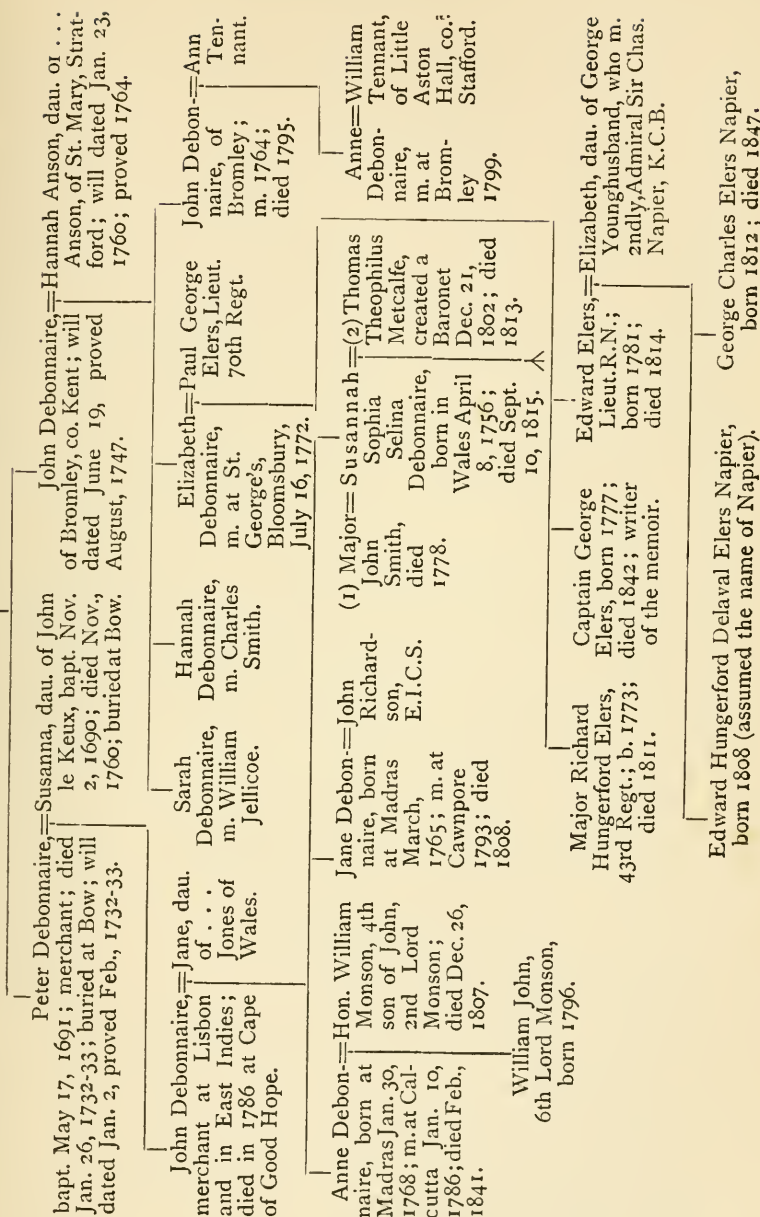 Peter Debonnaire,=Susanna, dau. of John
bapt. May 17, 1691; merchant; died
Jan. 26, 1732-33; buried at Bow; will
dated Jan. 2, proved Feb., 1732-33.
le Keux, bapt. Nov.
2, 1690; died Nov.,
1760; buried at Bow.
John Debonnaire,=Hannah Anson, dau. of ...
of Bromley, co. Kent; will
dated June 19, proved
August, 1747.
Anson, of St. Mary, Strat-
ford; will dated Jan. 23,
1760; proved 1764.
John Debonnaire,=Jane, dau.
merchant at Lisbon
and in East Indies;
died in 1786 at Cape
of Good Hope.
of ...
Jones of
Wales.
Sarah
Debonnaire,
m. William
Jellicoe.
Hannah
Debonnaire,
m. Charles
Smith.
Elizabeth=Paul George
Debonnaire,
m. at St.
George's,
Bloomsbury,
July 16, 1772.
Elers, Lieut.
70th Regt.
John Debon-=Ann
naire, of
Bromley;
m. 1764;
died 1795.
Ten-
nant.
Anne Debon-=Hon. William
naire, born at
Madras Jan. 30,
1768; m. at Cal-
cutta Jan. 10,
1786; died Feb.,
1841.
Monson, 4th
son of John,
2nd Lord
Monson;
died Dec. 26,
1807.
Jane Debon-=John
naire, born
at Madras
March,
1765; m. at
Cawnpore
1793; died
1808.
Richard-
son,
E.I.C.S.
(1) Major=Susannah=(2) Thomas
John
Smith,
died
1778.
Sophia
Selina
Debonnaire,
born in
Wales April
8, 1756;
died Sept.
10, 1815.
Theophilus
Metcalfe,
created a
Baronet
Dec. 21,
1802; died
1813.
Anne=William
Debon-
naire,
m. at
Brom-
ley
1799.
Tennant,
of Little
Aston
Hall, co.
Stafford.
William John,
6th Lord Monson,
born 1796.
Major Richard
Hungerford Elers,
43rd Regt.; b. 1773;
died 1811.
Captain George
Elers, born 1777;
died 1842; writer
of the memoir.
Edward Elers,=Elizabeth, dau. of George
Lieut. R.N.;
born 1781;
died 1814.
Younghusband, who m.
2ndly, Admiral Sir Chas.
Napier, K.C.B.
Edward Hungerford Delaval Elers Napier,
born 1808 (assumed the name of Napier).
George Charles Elers Napier,
born 1812; died 1847.